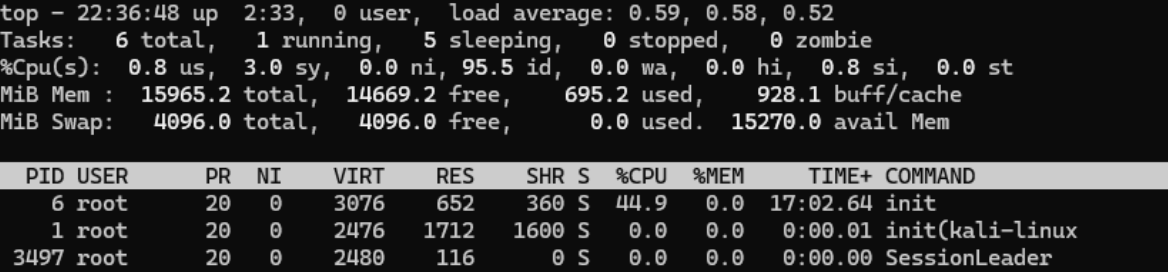 top - 22:36:48 up  2:33,  0 user,  load average: 0.59, 0.58, 0.52
Tasks:   6 total,   1 running,   5 sleeping,   0 stopped,   0 zombie
%Cpu(s):  0.8 us,  3.0 sy,  0.0 ni, 95.5 id,  0.0 wa,  0.0 hi,  0.8 si,  0.0 st
MiB Mem :  15965.2 total,  14669.2 free,    695.2 used,    928.1 buff/cache
MiB Swap:   4096.0 total,   4096.0 free,      0.0 used.  15270.0 avail Mem
  PID USER      PR  NI    VIRT    RES    SHR S  %CPU  %MEM     TIME+ COMMAND
    6 root      20   0    3076    652    360 S  44.9   0.0  17:02.64 init
    1 root      20   0    2476   1712   1600 S   0.0   0.0   0:00.01 init(kali-linux
 3497 root      20   0    2480    116      0 S   0.0   0.0   0:00.00 SessionLeader